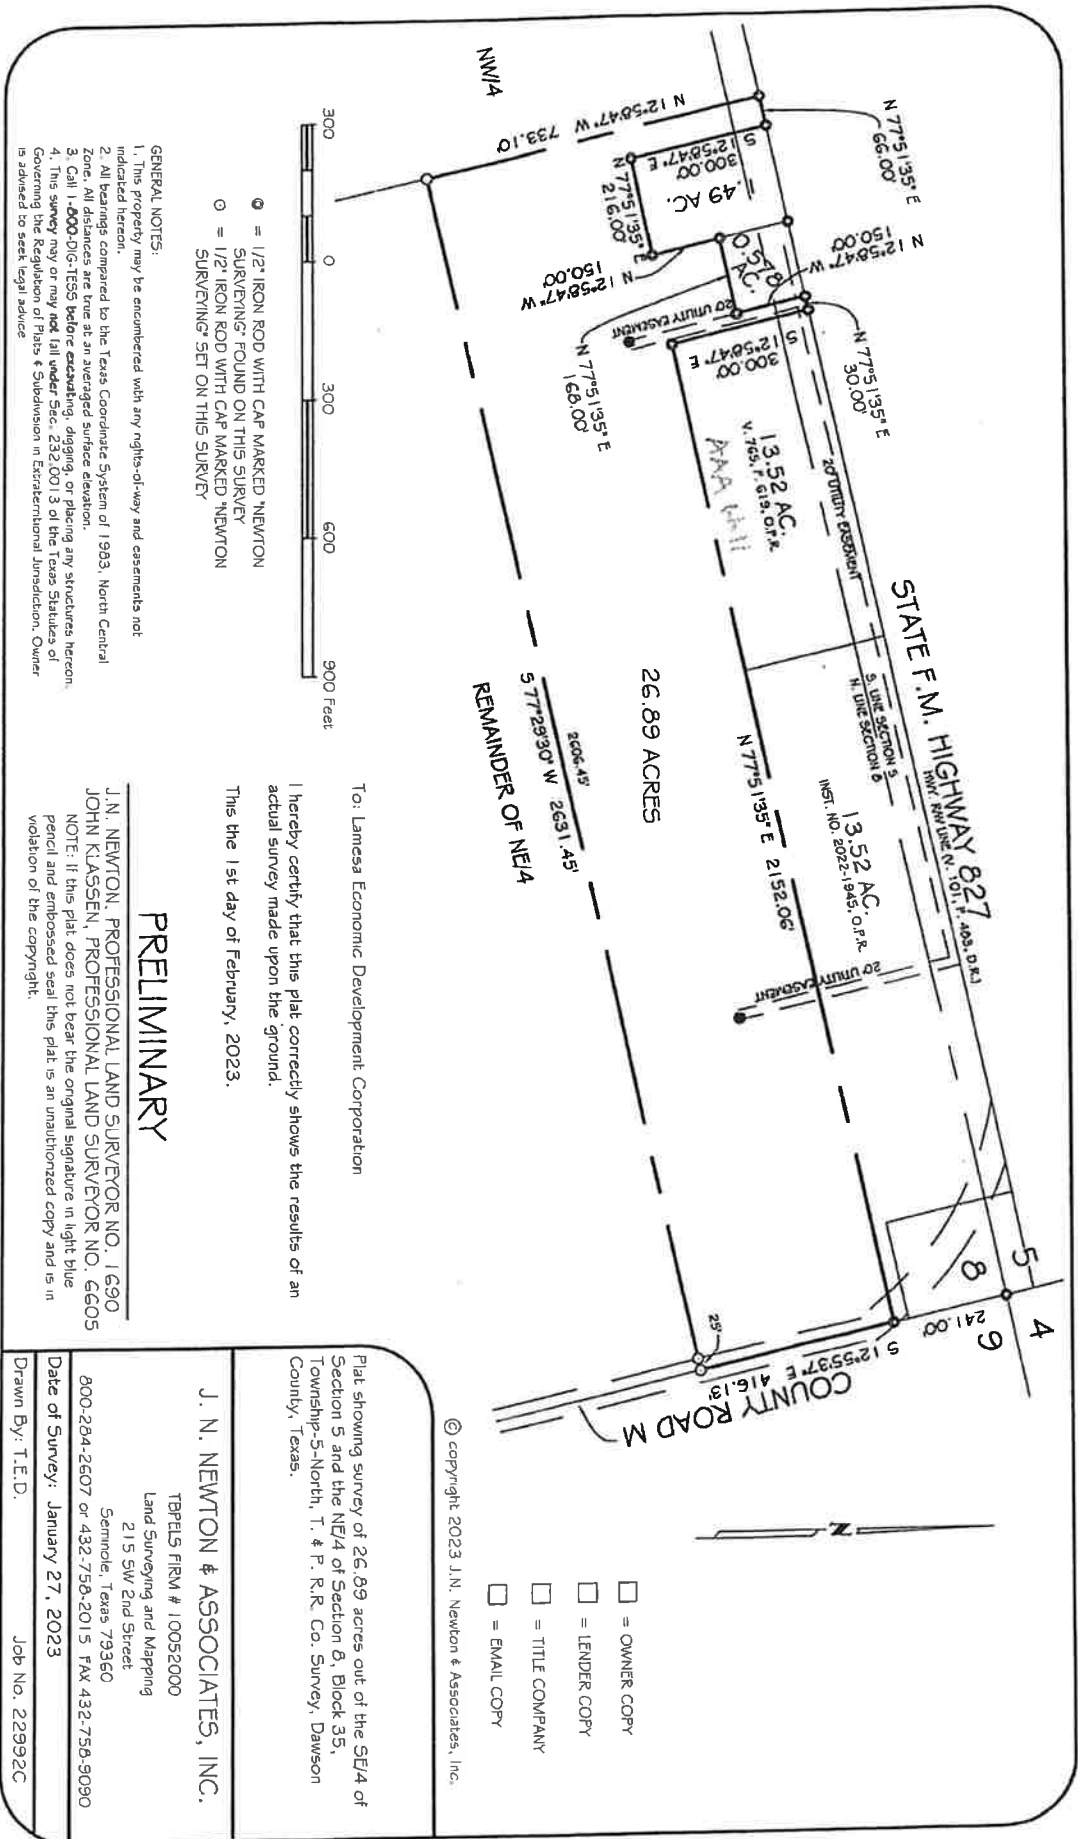 STATE F.M. HIGHWAY 827
HWY. R/W LINE (V. 101, P. 403, D.R.)
S. LINE SECTION 5
N. LINE SECTION 8
20' UTILITY EASEMENT
5
4
8
9
241.00'
N 77°51'35" E
66.00'
N 12°58'47" W
150.00'
N 77°51'35" E
30.00'
NW/4
N 12°58'47" W 733.10'
S 12°58'47" E
300.00'
.49 AC.
N 77°51'35" E
216.00'
N 12°58'47" W
150.00'
0.578
AC.
20' UTILITY EASEMENT
N 77°51'35" E
168.00'
S 12°58'47" E
300.00'
13.52 AC.
V. 765, P. 619, O.P.R.
13.52 AC.
INST. NO. 2022-1945, O.P.R.
20' UTILITY EASEMENT
N 77°51'35" E 2152.06'
26.89 ACRES
2606.45'
S 77°29'30" W 2631.45'
REMAINDER OF NE/4
25'
S 12°55'37" E 416.13'
COUNTY ROAD M
N
300 0 300 600 900 Feet
= 1/2" IRON ROD WITH CAP MARKED "NEWTON
SURVEYING" FOUND ON THIS SURVEY
= 1/2" IRON ROD WITH CAP MARKED "NEWTON
SURVEYING" SET ON THIS SURVEY
GENERAL NOTES:
1. This property may be encumbered with any rights-of-way and easements not
indicated hereon.
2. All bearings compared to the Texas Coordinate System of 1983, North Central
Zone. All distances are true at an averaged surface elevation.
3. Call 1-800-DIG-TESS before excavating, digging, or placing any structures hereon.
4. This survey may or may not fall under Sec. 232.0013 of the Texas Statutes of
Governing the Regulation of Plats & Subdivision in Exraterritorial Jurisdiction. Owner
is advised to seek legal advice
To: Lamesa Economic Development Corporation
I hereby certify that this plat correctly shows the results of an
actual survey made upon the ground.
This the 1st day of February, 2023.
PRELIMINARY
J.N. NEWTON, PROFESSIONAL LAND SURVEYOR NO. 1690
JOHN KLASSEN, PROFESSIONAL LAND SURVEYOR NO. 6605
NOTE: If this plat does not bear the original signature in light blue
pencil and embossed seal this plat is an unauthorized copy and is in
violation of the copyright.
= OWNER COPY
= LENDER COPY
= TITLE COMPANY
= EMAIL COPY
© copyright 2023 J.N. Newton & Associates, Inc.
Plat showing survey of 26.89 acres out of the SE/4 of
Section 5 and the NE/4 of Section 8, Block 35,
Township-5-North, T. & P. R.R. Co. Survey, Dawson
County, Texas.
J. N. NEWTON & ASSOCIATES, INC.
TBPELS FIRM # 10052000
Land Surveying and Mapping
215 SW 2nd Street
Seminole, Texas 79360
800-284-2607 or 432-758-2015 FAX 432-758-9090
Date of Survey: January 27, 2023
Drawn By: T.E.D. Job No. 22992C